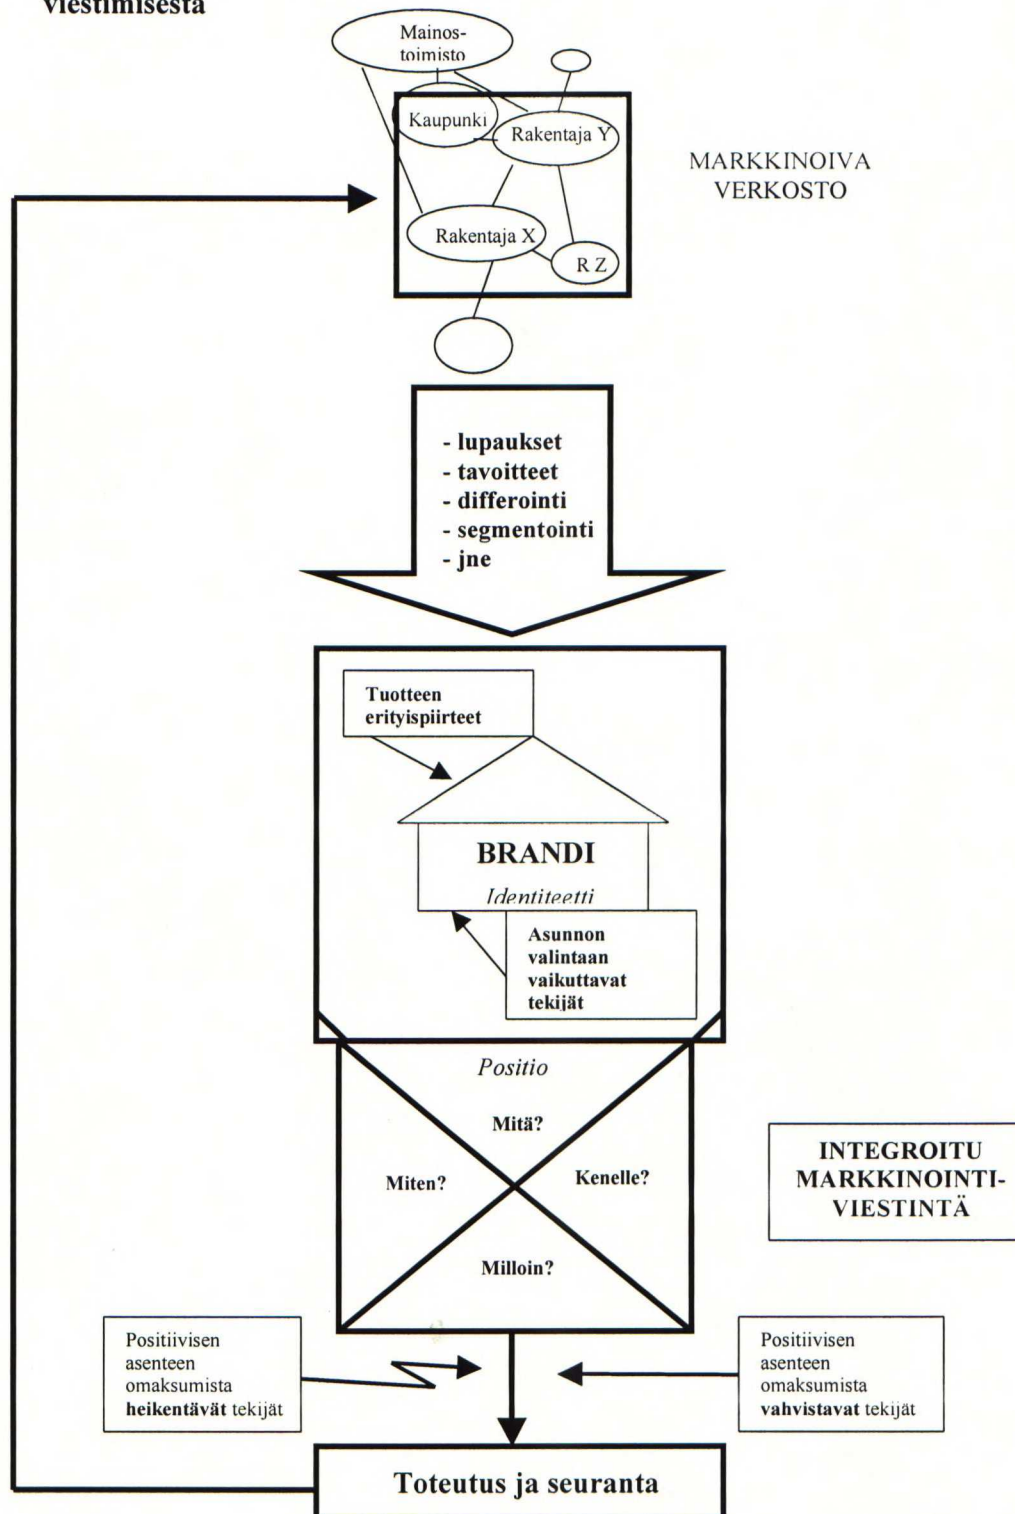 viestimisestä
Mainos-
toimisto
Kaupunki
Rakentaja Y
MARKKINOIVA
VERKOSTO
Rakentaja X
R Z
- lupaukset
- tavoitteet
- differointi
- segmentointi
- jne
Tuotteen
erityispiirteet
BRANDI
Identiteetti
Asunnon
valintaan
vaikuttavat
tekijät
Positio
Mitä?
Miten?
Kenelle?
Milloin?
INTEGROITU
MARKKINOINTI-
VIESTINTÄ
Positiivisen
asenteen
omaksumista
heikentävät tekijät
Positiivisen
asenteen
omaksumista
vahvistavat tekijät
Toteutus ja seuranta